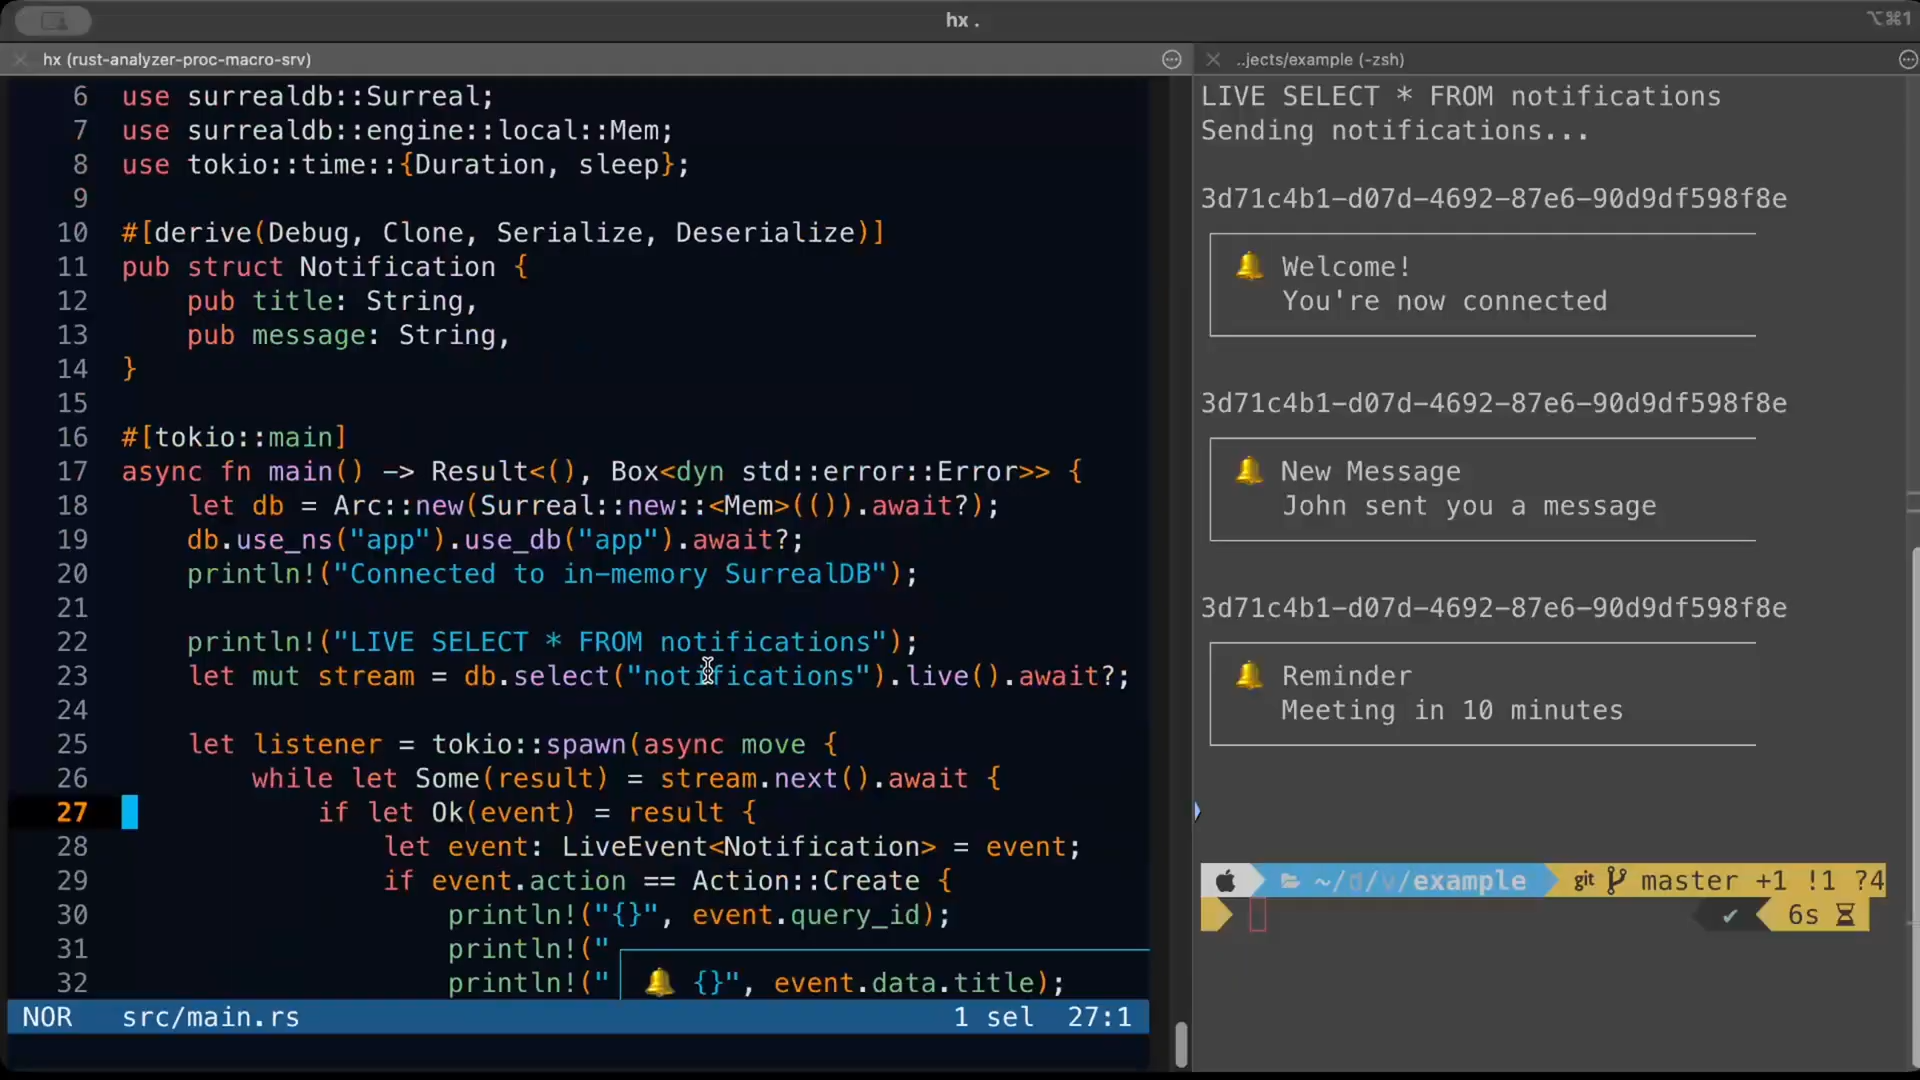 hx .
⌥⌘1
hx (rust-analyzer-proc-macro-srv)
6 use surrealdb::Surreal;
7 use surrealdb::engine::local::Mem;
8 use tokio::time::{Duration, sleep};
9
10 #[derive(Debug, Clone, Serialize, Deserialize)]
11 pub struct Notification {
12     pub title: String,
13     pub message: String,
14 }
15
16 #[tokio::main]
17 async fn main() -> Result<(), Box<dyn std::error::Error>> {
18     let db = Arc::new(Surreal::new::<Mem>(()).await?);
19     db.use_ns("app").use_db("app").await?;
20     println!("Connected to in-memory SurrealDB");
21
22     println!("LIVE SELECT * FROM notifications");
23     let mut stream = db.select("notifications").live().await?;
24
25     let listener = tokio::spawn(async move {
26         while let Some(result) = stream.next().await {
27             if let Ok(event) = result {
28                 let event: LiveEvent<Notification> = event;
29                 if event.action == Action::Create {
30                     println!("{}", event.query_id);
31                     println!("
32                     println!("  🔔 {}", event.data.title);
NOR src/main.rs 1 sel 27:1
..jects/example (-zsh)
LIVE SELECT * FROM notifications
Sending notifications...
3d71c4b1-d07d-4692-87e6-90d9df598f8e
🔔 Welcome!
You're now connected
3d71c4b1-d07d-4692-87e6-90d9df598f8e
🔔 New Message
John sent you a message
3d71c4b1-d07d-4692-87e6-90d9df598f8e
🔔 Reminder
Meeting in 10 minutes
~/d/v/example git master +1 !1 ?4
✔ 6s